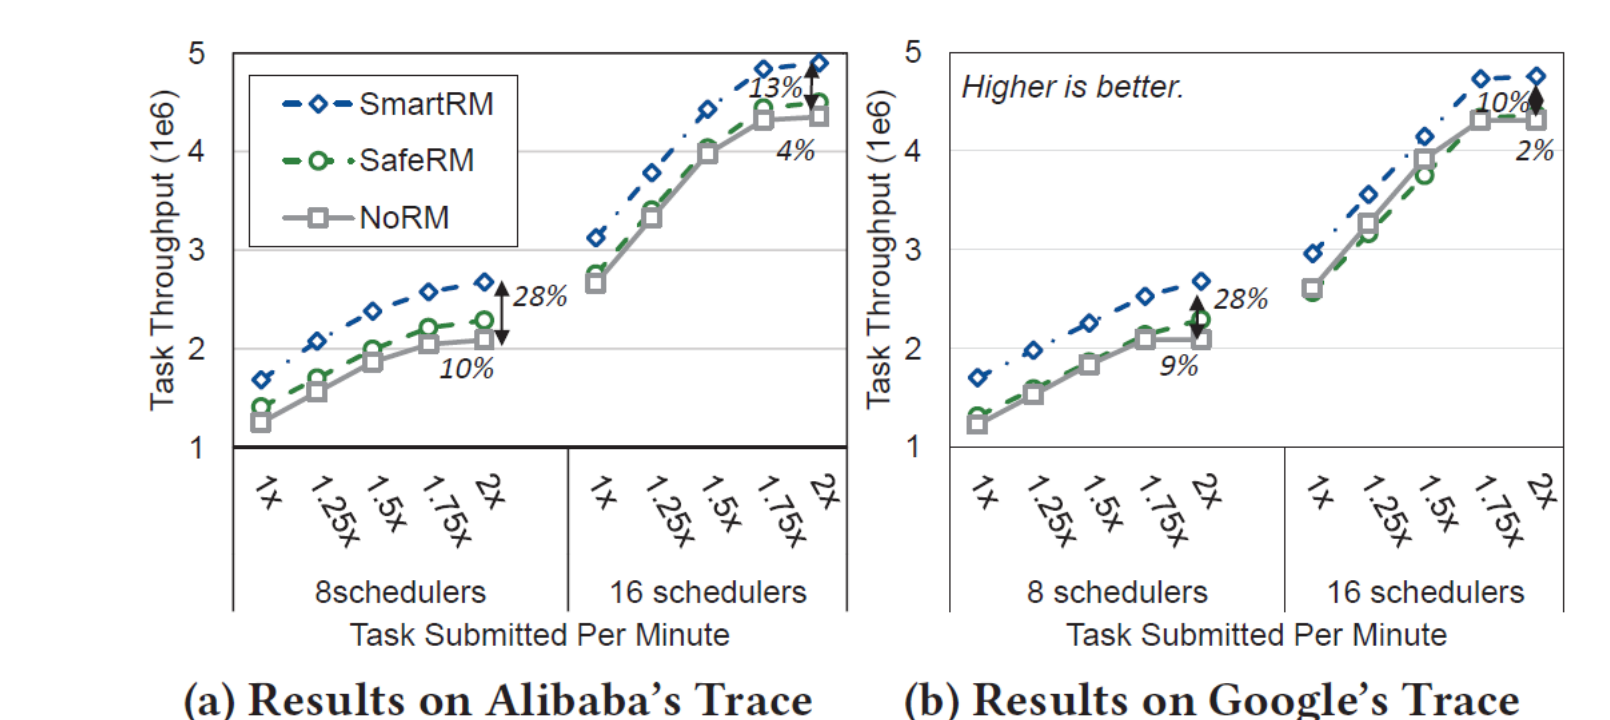 5
4
3
2
1
Task Throughput (1e6)
SmartRM
SafeRM
NoRM
28%
10%
13%
4%
1x
1.25x
1.5x
1.75x
2x
1x
1.25x
1.5x
1.75x
2x
8schedulers
16 schedulers
Task Submitted Per Minute
(a) Results on Alibaba's Trace
5
4
3
2
1
Task Throughput (1e6)
Higher is better.
28%
9%
10%
2%
1x
1.25x
1.5x
1.75x
2x
1x
1.25x
1.5x
1.75x
2x
8 schedulers
16 schedulers
Task Submitted Per Minute
(b) Results on Google's Trace